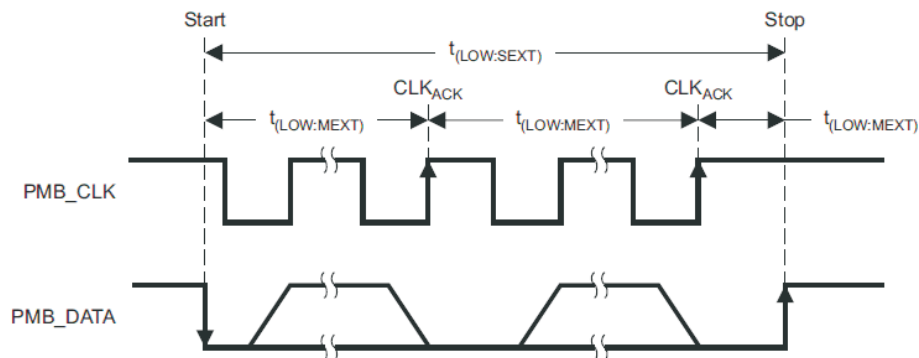 Start Stop
t(LOW:SEXT)
CLKACK CLKACK
t(LOW:MEXT) t(LOW:MEXT) t(LOW:MEXT)
PMB_CLK
PMB_DATA